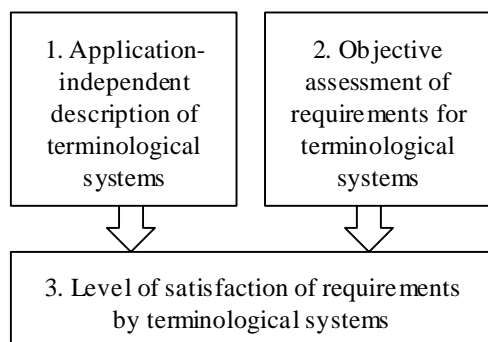 1. Application-
independent
description of
terminological
systems
2. Objective
assessment of
requirements for
terminological
systems
3. Level of satisfaction of requirements
by terminological systems